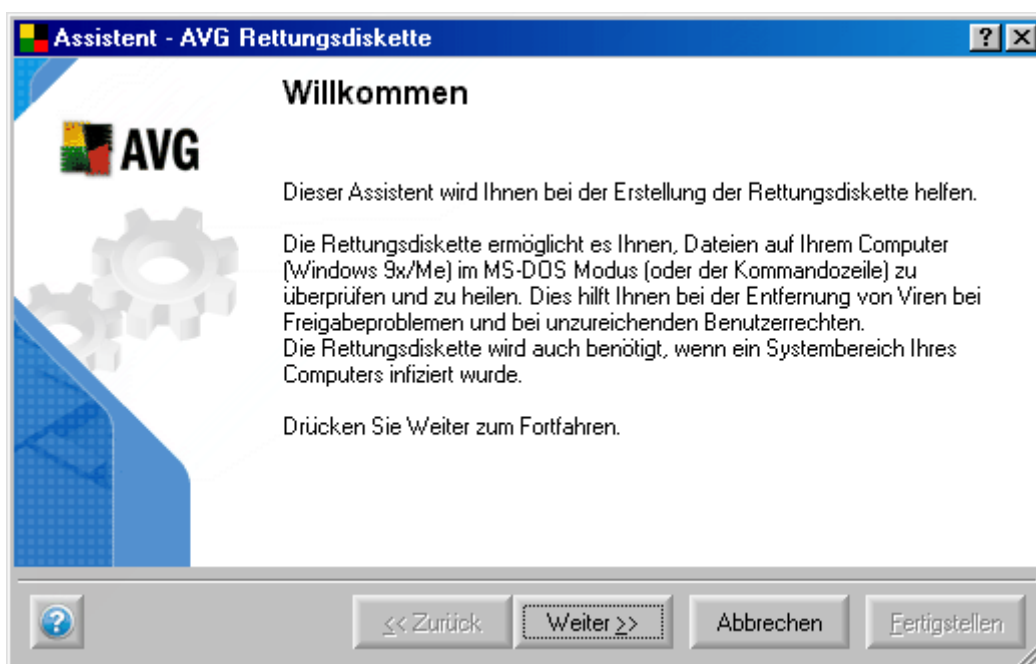 Assistent - AVG Rettungsdiskette
Willkommen
AVG
Dieser Assistent wird Ihnen bei der Erstellung der Rettungsdiskette helfen.
Die Rettungsdiskette ermöglicht es Ihnen, Dateien auf Ihrem Computer
(Windows 9x/Me) im MS-DOS Modus (oder der Kommandozeile) zu
überprüfen und zu heilen. Dies hilft Ihnen bei der Entfernung von Viren bei
Freigabeproblemen und bei unzureichenden Benutzerrechten.
Die Rettungsdiskette wird auch benötigt, wenn ein Systembereich Ihres
Computers infiziert wurde.
Drücken Sie Weiter zum Fortfahren.
<< Zurück Weiter >> Abbrechen Fertigstellen